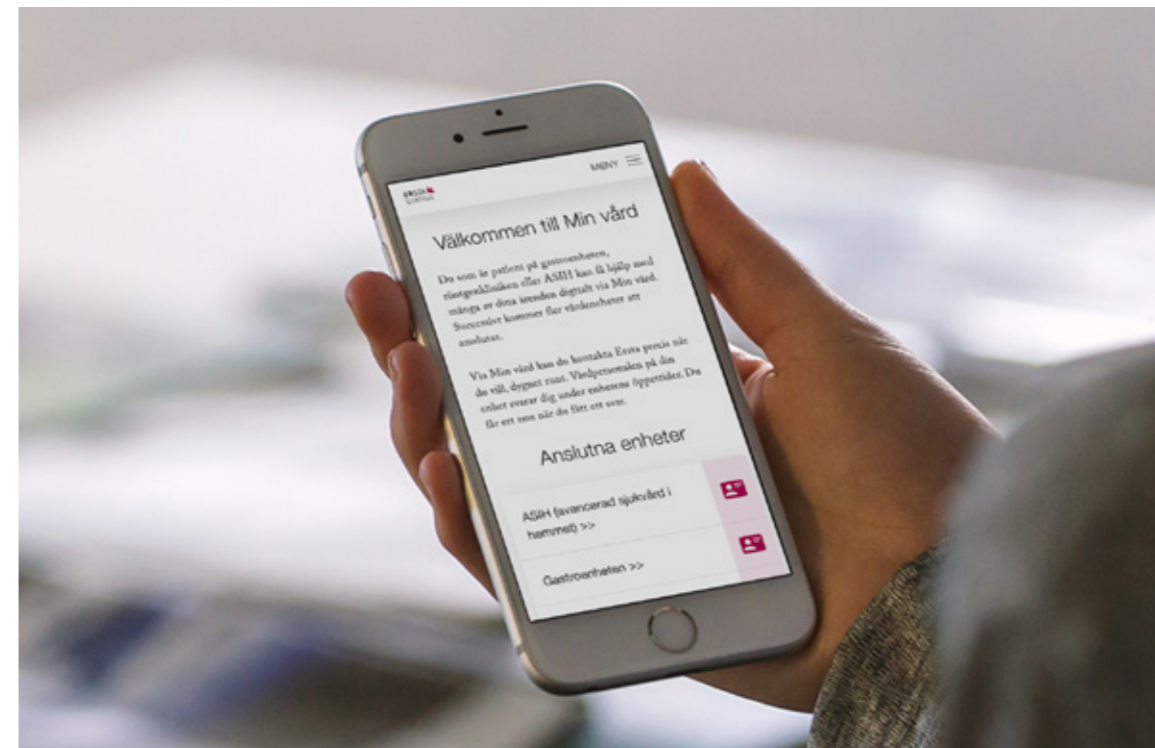 MENY
ERSTA
SJUKHUS
Välkommen till Min vård
Du som är patient på gastroenheten,
röntgenkliniken eller ASIH kan få hjälp med
många av dina ärenden digitalt via Min vård.
Successivt kommer fler vårdenheter att
anslutas.
Via Min vård kan du kontakta Ersta precis när
du vill, dygnet runt. Vårdpersonalen på din
enhet svarar dig under enhetens öppettider. Du
får ett sms när du fått ett svar.
Anslutna enheter
ASIH (avancerad sjukvård i
hemmet) >>
Gastroenheten >>